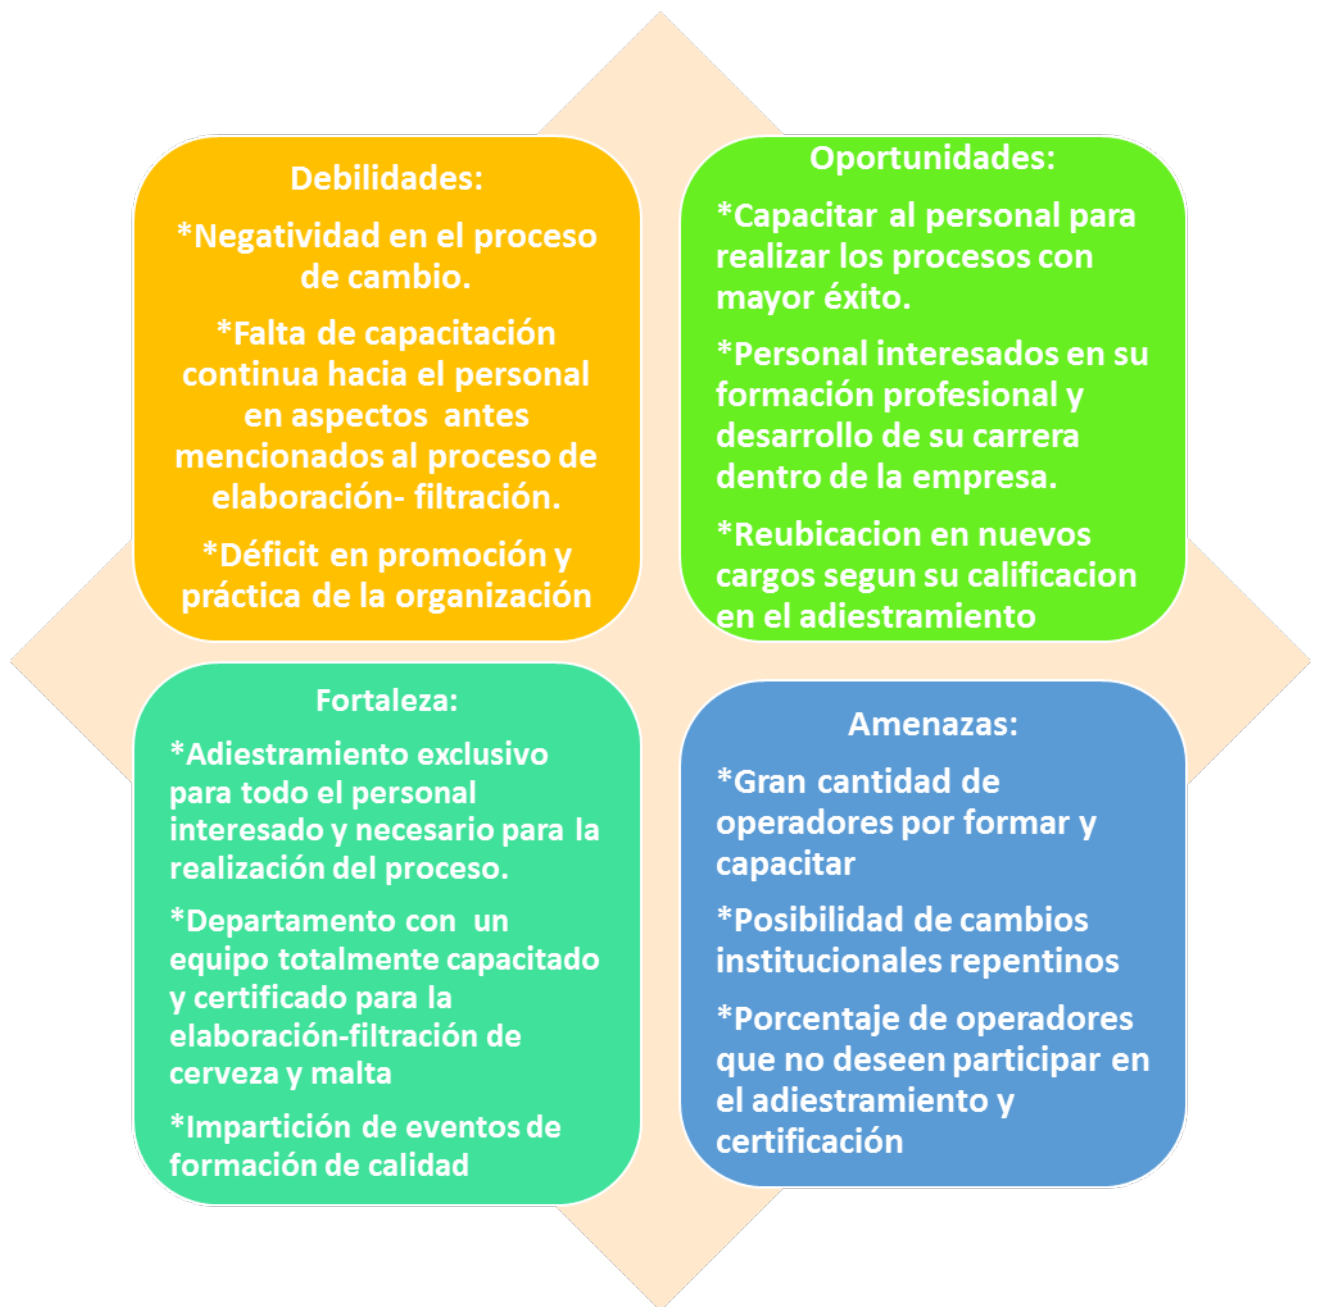 Debilidades:
*Negatividad en el proceso
de cambio.
*Falta de capacitación
continua hacia el personal
en aspectos antes
mencionados al proceso de
elaboración- filtración.
*Déficit en promoción y
práctica de la organización
Oportunidades:
*Capacitar al personal para
realizar los procesos con
mayor éxito.
*Personal interesados en su
formación profesional y
desarrollo de su carrera
dentro de la empresa.
*Reubicacion en nuevos
cargos segun su calificacion
en el adiestramiento
Fortaleza:
*Adiestramiento exclusivo
para todo el personal
interesado y necesario para la
realización del proceso.
*Departamento con un
equipo totalmente capacitado
y certificado para la
elaboración-filtración de
cerveza y malta
*Impartición de eventos de
formación de calidad
Amenazas:
*Gran cantidad de
operadores por formar y
capacitar
*Posibilidad de cambios
institucionales repentinos
*Porcentaje de operadores
que no deseen participar en
el adiestramiento y
certificación